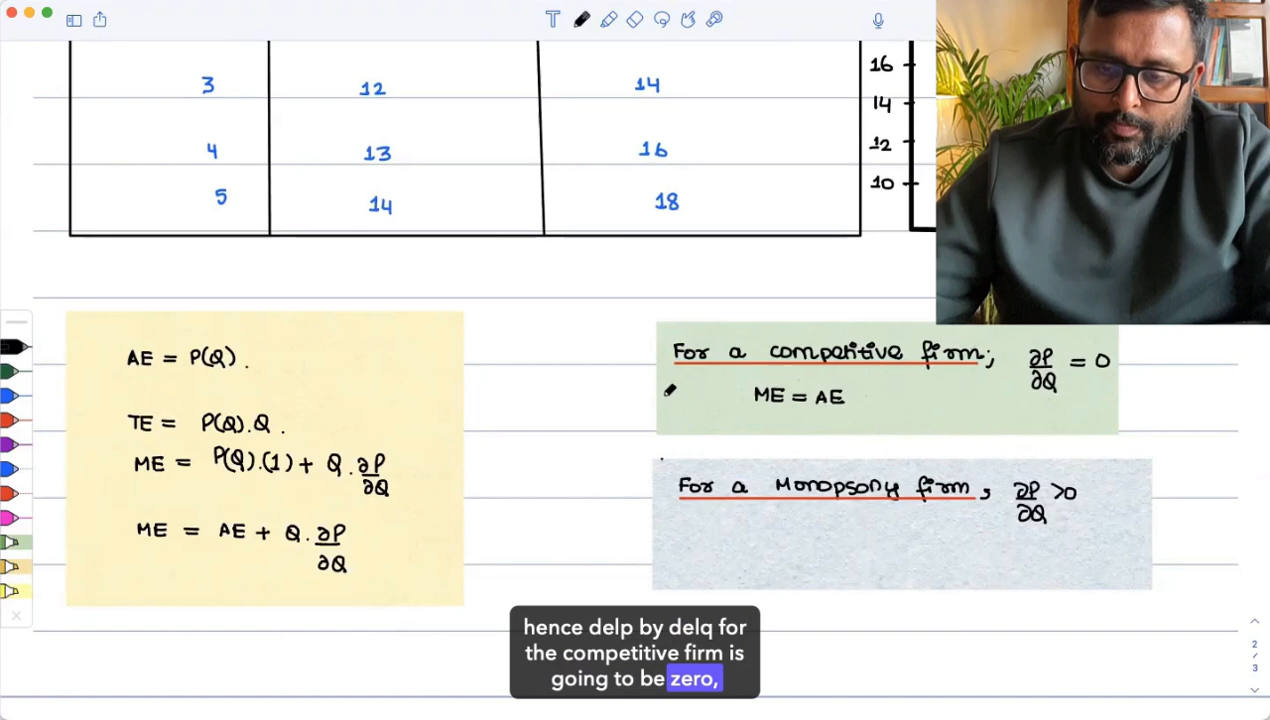 3 12 14
4 13 16
5 14 18
16
14
12
10
AE = P(Q).
TE = P(Q).Q.
ME = P(Q).(1) + Q.∂P/∂Q
ME = AE + Q.∂P/∂Q
For a competitive firm; ∂P/∂Q = 0
ME = AE
For a Monopsony firm, ∂P/∂Q >0
2
/
3
hence delp by delq for
the competitive firm is
going to be zero,